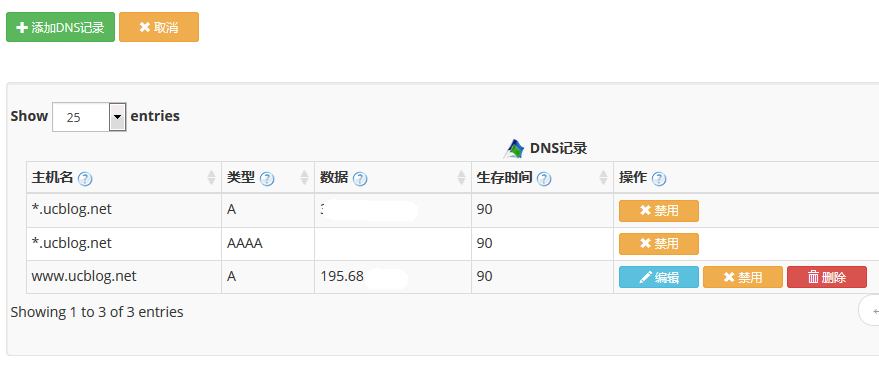 添加DNS记录 取消
Show 25 entries
DNS记录
主机名 类型 数据 生存时间 操作
*.ucblog.net A 90 禁用
*.ucblog.net AAAA 90 禁用
www.ucblog.net A 195.68 90 编辑 禁用 删除
Showing 1 to 3 of 3 entries